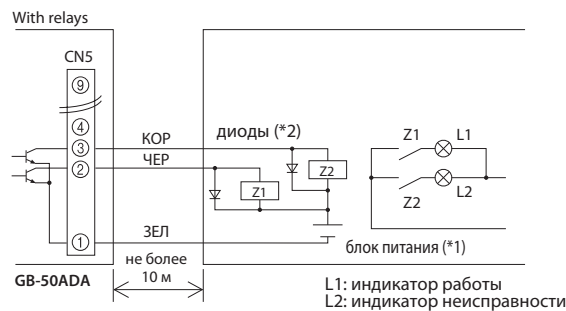 With relays
CN5
9
4
3
2
1
КОР
ЧЕР
ЗЕЛ
диоды (*2)
Z1
Z2
Z1
L1
Z2
L2
блок питания (*1)
GB-50ADA
не более
10 м
L1: индикатор работы
L2: индикатор неисправности